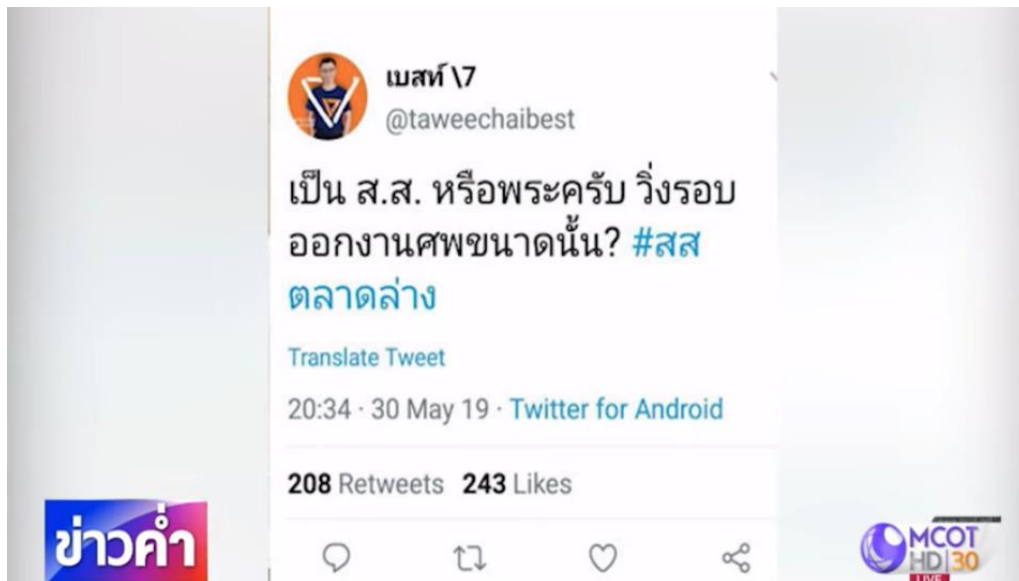 เบสท์ \7
@taweechaibest
เป็น ส.ส. หรือพระครับ วิ่งรอบ
ออกงานศพขนาดนั้น? #สส
ตลาดล่าง
Translate Tweet
20:34 · 30 May 19 · Twitter for Android
208 Retweets 243 Likes
ข่าวค่ำ
MCOT
HD 30
LIVE